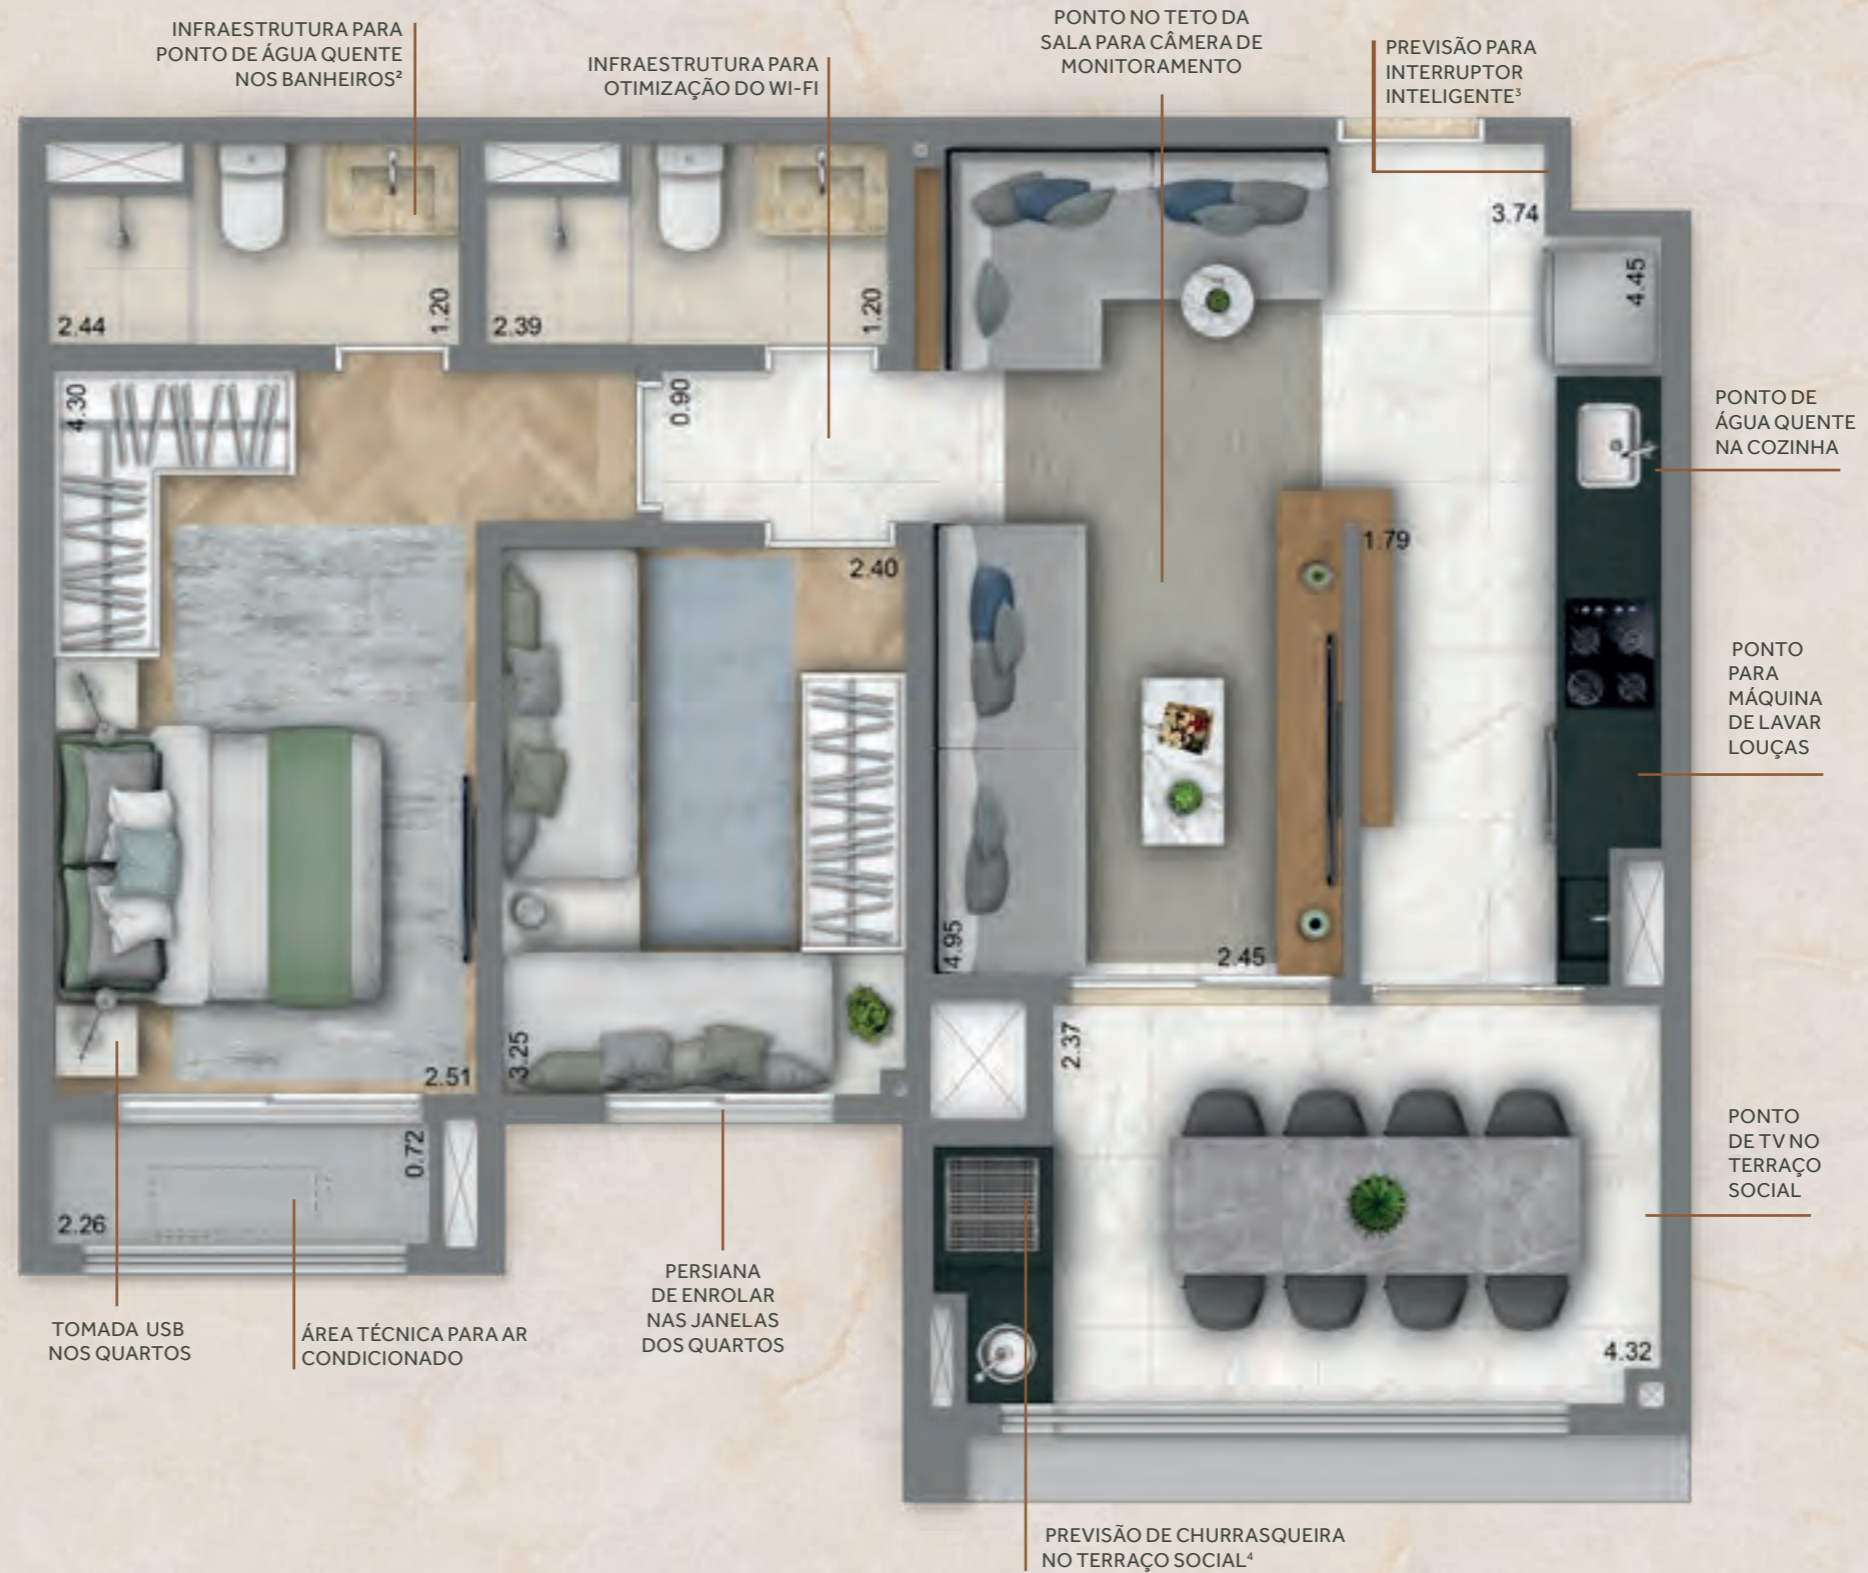 INFRAESTRUTURA PARA
PONTO DE ÁGUA QUENTE
NOS BANHEIROS²
INFRAESTRUTURA PARA
OTIMIZAÇÃO DO WI-FI
PONTO NO TETO DA
SALA PARA CÂMERA DE
MONITORAMENTO
PREVISÃO PARA
INTERRUPTOR
INTELIGENTE³
3.74
4.45
2.44
1.20
2.39
1.20
4.30
0.90
PONTO DE
ÁGUA QUENTE
NA COZINHA
2.40
1.79
PONTO
PARA
MÁQUINA
DE LAVAR
LOUÇAS
4.95
2.45
2.51
3.25
2.37
0.72
2.26
PONTO
DE TV NO
TERRAÇO
SOCIAL
4.32
TOMADA USB
NOS QUARTOS
ÁREA TÉCNICA PARA AR
CONDICIONADO
PERSIANA
DE ENROLAR
NAS JANELAS
DOS QUARTOS
PREVISÃO DE CHURRASQUEIRA
NO TERRAÇO SOCIAL⁴